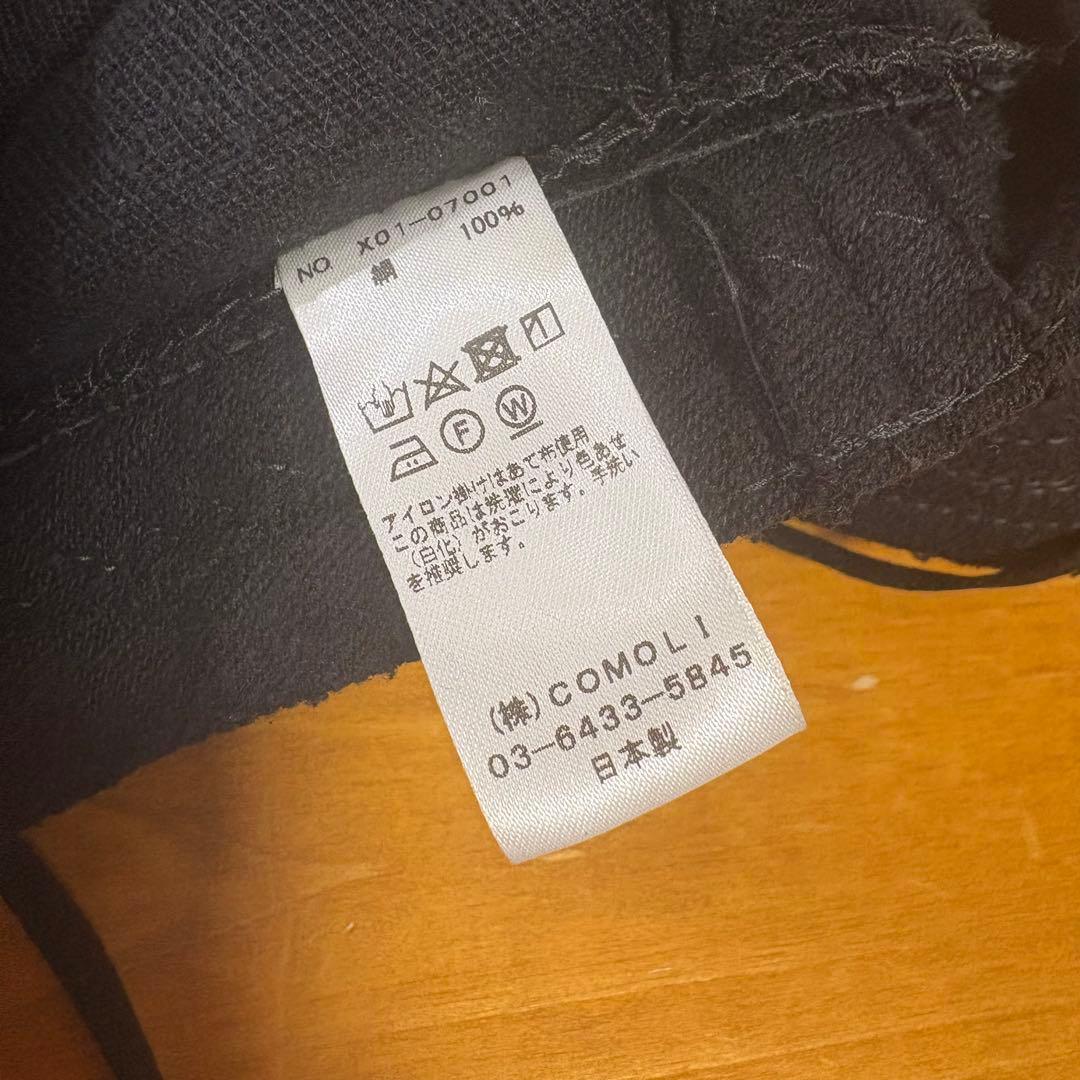 NO. X01-07001
絹 100%
F W
アイロン掛けはあて布使用
この商品は洗濯により色あせ
(白化)がおこります。手洗い
を推奨します。
(株)COMOLI
03-6433-5845
日本製